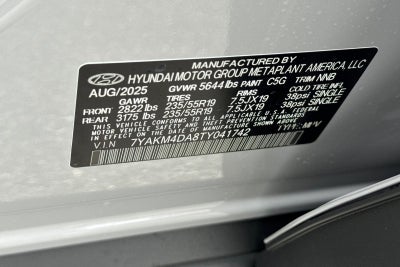 MANUFACTURED BY
HYUNDAI MOTOR GROUP METAPLANT AMERICA, LLC
AUG/2025 GVWR 5644 lbs PAINT C5G TRIM NNB
GAWR TIRES RIMS COLD TIRE INF.
FRONT 2822 lbs 235/55R19 7.5JX19 38psi SINGLE
REAR 3175 lbs 235/55R19 7.5JX19 38psi SINGLE
THIS VEHICLE CONFORMS TO ALL APPLICABLE U.S.A. FEDERAL MOTOR VEHICLE
SAFETY AND THEFT PREVENTION STANDARDS
IN EFFECT ON THE DATE OF MANUFACTURE SHOWN ABOVE.
VIN 7YAKM4DA8TY041742 MPV